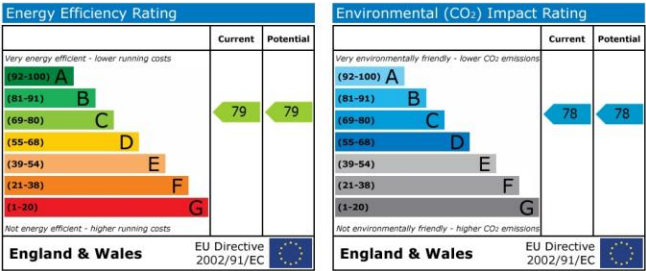 Energy Efficiency Rating
Current Potential
Very energy efficient - lower running costs
(92-100) A
(81-91) B
(69-80) C
79 79
(55-68) D
(39-54) E
(21-38) F
(1-20) G
Not energy efficient - higher running costs
England & Wales
EU Directive
2002/91/EC
Environmental (CO₂) Impact Rating
Current Potential
Very environmentally friendly - lower CO₂ emissions
(92-100) A
(81-91) B
(69-80) C
78 78
(55-68) D
(39-54) E
(21-38) F
(1-20) G
Not environmentally friendly - higher CO₂ emissions
England & Wales
EU Directive
2002/91/EC